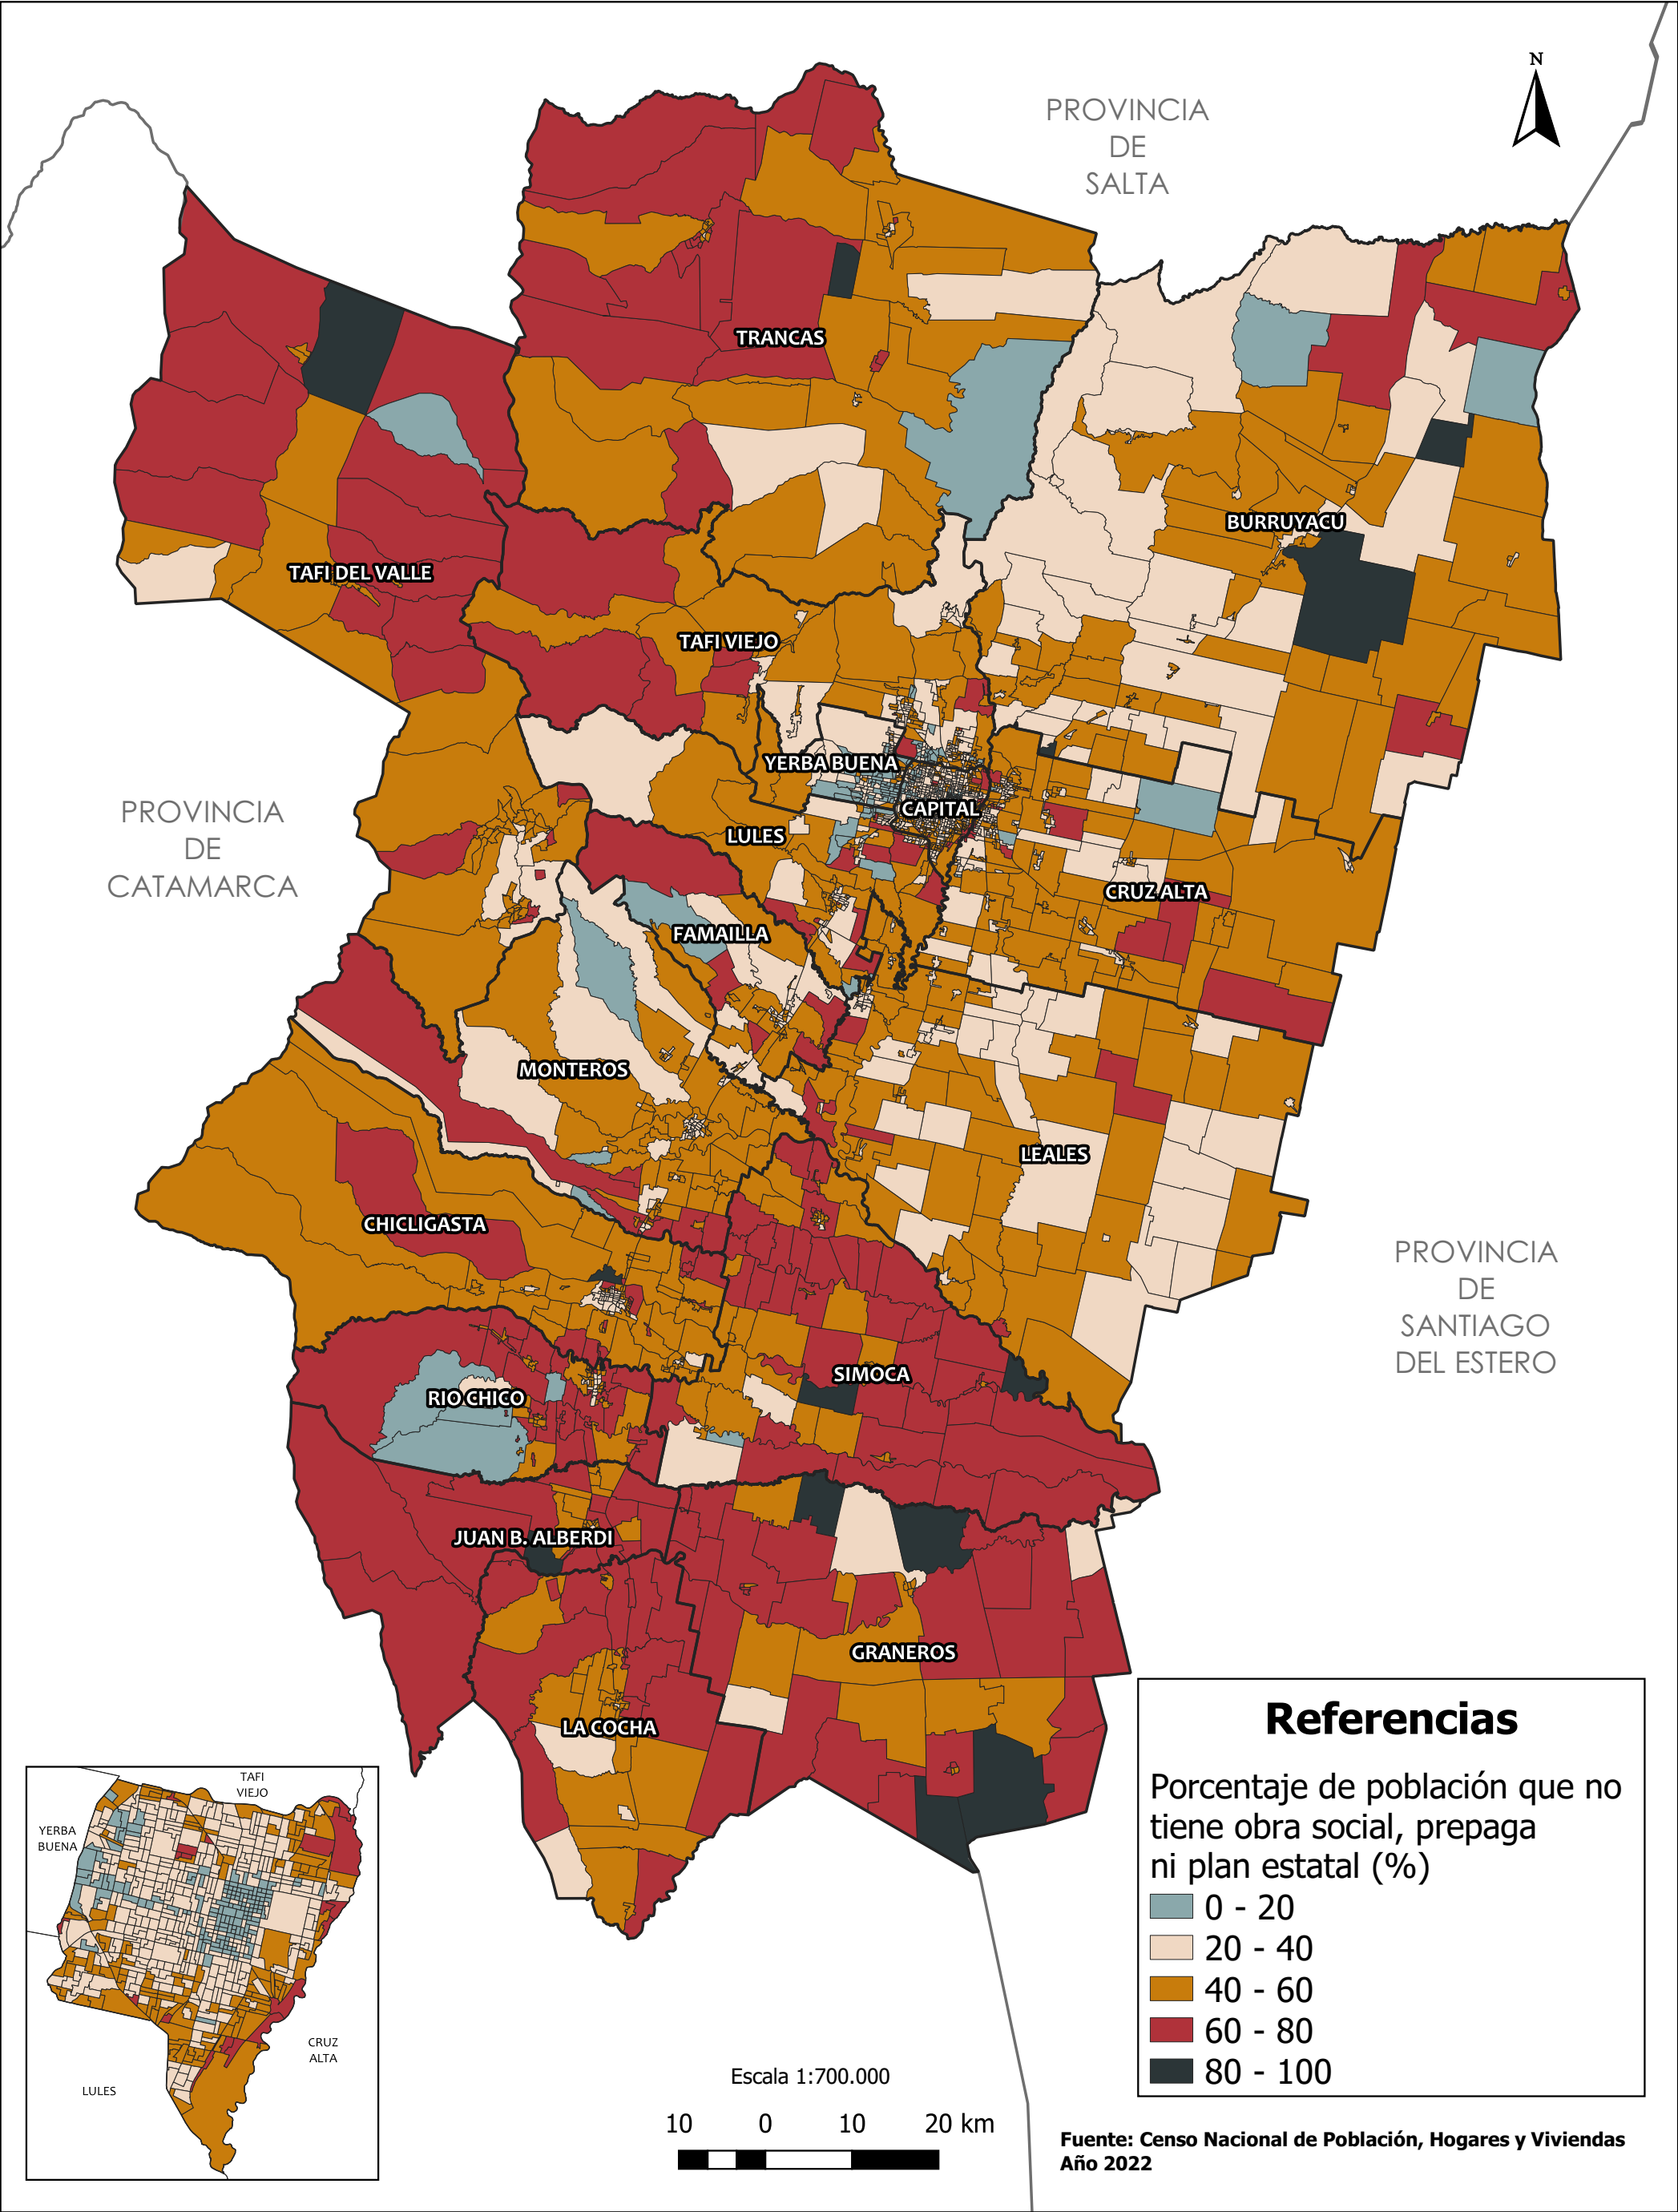 N
PROVINCIA
DE
SALTA
TRANCAS
BURRUYACU
TAFI DEL VALLE
TAFI VIEJO
YERBA BUENA
CAPITAL
PROVINCIA
DE
CATAMARCA
LULES
CRUZ ALTA
FAMAILLA
MONTEROS
LEALES
CHICLIGASTA
PROVINCIA
DE
SANTIAGO
DEL ESTERO
SIMOCA
RIO CHICO
JUAN B. ALBERDI
GRANEROS
LA COCHA
Referencias
Porcentaje de población que no
tiene obra social, prepaga
ni plan estatal (%)
0 - 20
20 - 40
40 - 60
60 - 80
80 - 100
TAFI
VIEJO
YERBA
BUENA
CRUZ
ALTA
LULES
Escala 1:700.000
10 0 10 20 km
Fuente: Censo Nacional de Población, Hogares y Viviendas
Año 2022